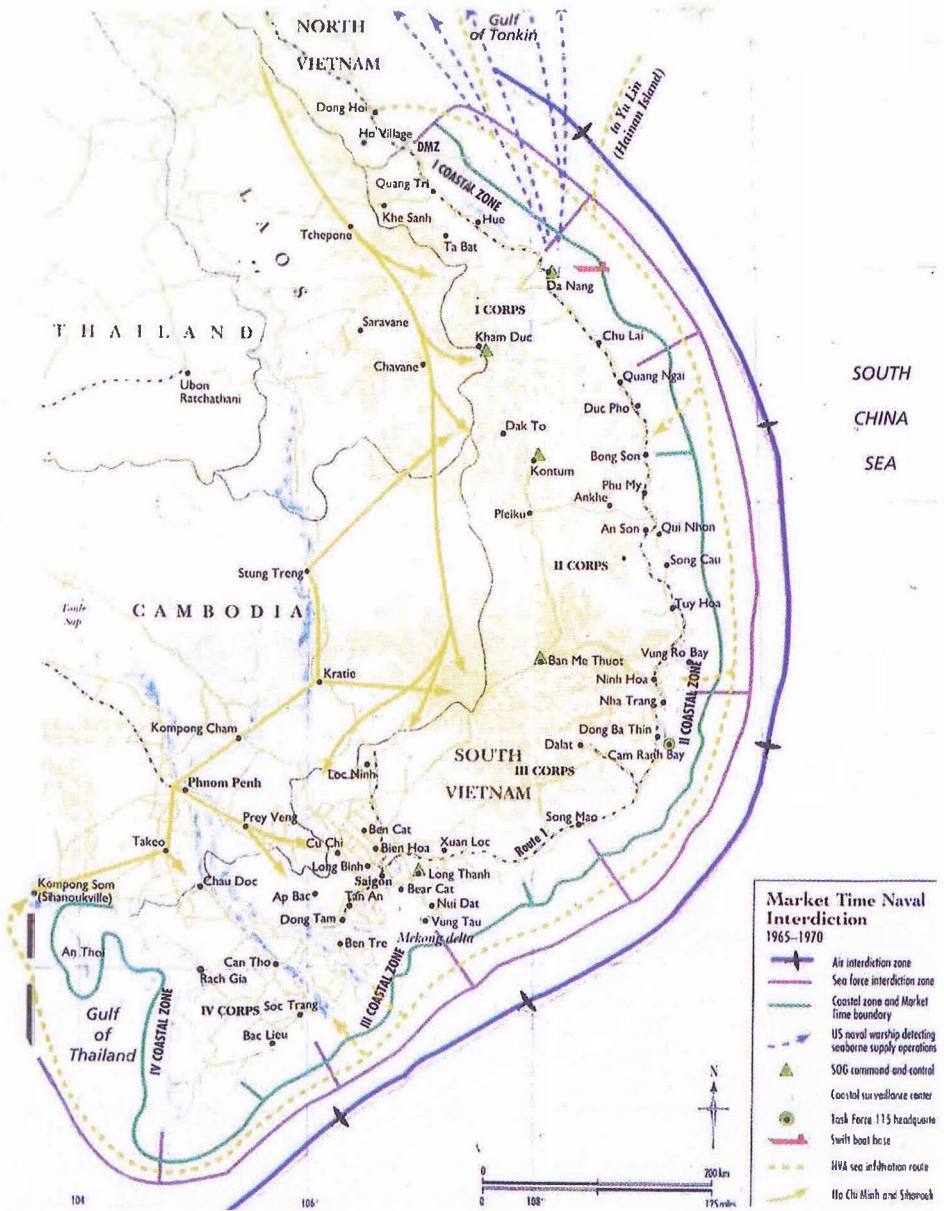 NORTH
VIETNAM
Gulf
of Tonkin
to Yu Lin
(Hainan Island)
Dong Hoi
Ho Village
DMZ
I COASTAL ZONE
Quang Tri
Khe Sanh
Hue
Tchepone
Ta Bat
LAOS
Da Nang
I CORPS
THAILAND
Saravane
Kham Duc
Chu Lai
Chavane
Ubon
Ratchathani
Quang Ngai
Duc Pho
SOUTH
CHINA
SEA
Dak To
Kontum
Bong Son
Phu My
Ankhe
Pleiku
An Son
Qui Nhon
II CORPS
Song Cau
Stung Treng
Tonle
Sap
CAMBODIA
Tuy Hoa
Vung Ro Bay
Ban Me Thuot
Ninh Hoa
Kratie
Nha Trang
II COASTAL ZONE
Kompong Cham
Dong Ba Thin
Dalat
Cam Ranh Bay
SOUTH
VIETNAM
III CORPS
Loc Ninh
Phnom Penh
Prey Veng
Song Mao
Route 1
Ben Cat
Cu Chi
Bien Hoa
Xuan Loc
Takeo
Long Binh
Long Thanh
Saigon
Kompong Som
(Sihanoukville)
Chau Doc
Ap Bac
Tan An
Bear Cat
Nui Dat
Dong Tam
Vung Tau
Ben Tre
Mekong delta
An Thoi
Can Tho
Rach Gia
III COASTAL ZONE
Gulf
of
Thailand
IV COASTAL ZONE
IV CORPS
Soc Trang
Bac Lieu
Market Time Naval
Interdiction
1965–1970
Air interdiction zone
Sea force interdiction zone
Coastal zone and Market
Time boundary
US naval warship detecting
seaborne supply operations
SOG command and control
Coastal surveillance center
Task Force 115 headquarte
Swift boat base
NVA sea infiltration route
Ho Chi Minh and Sihanouk
N
0
200 km
0
125 miles
104
106°
108°